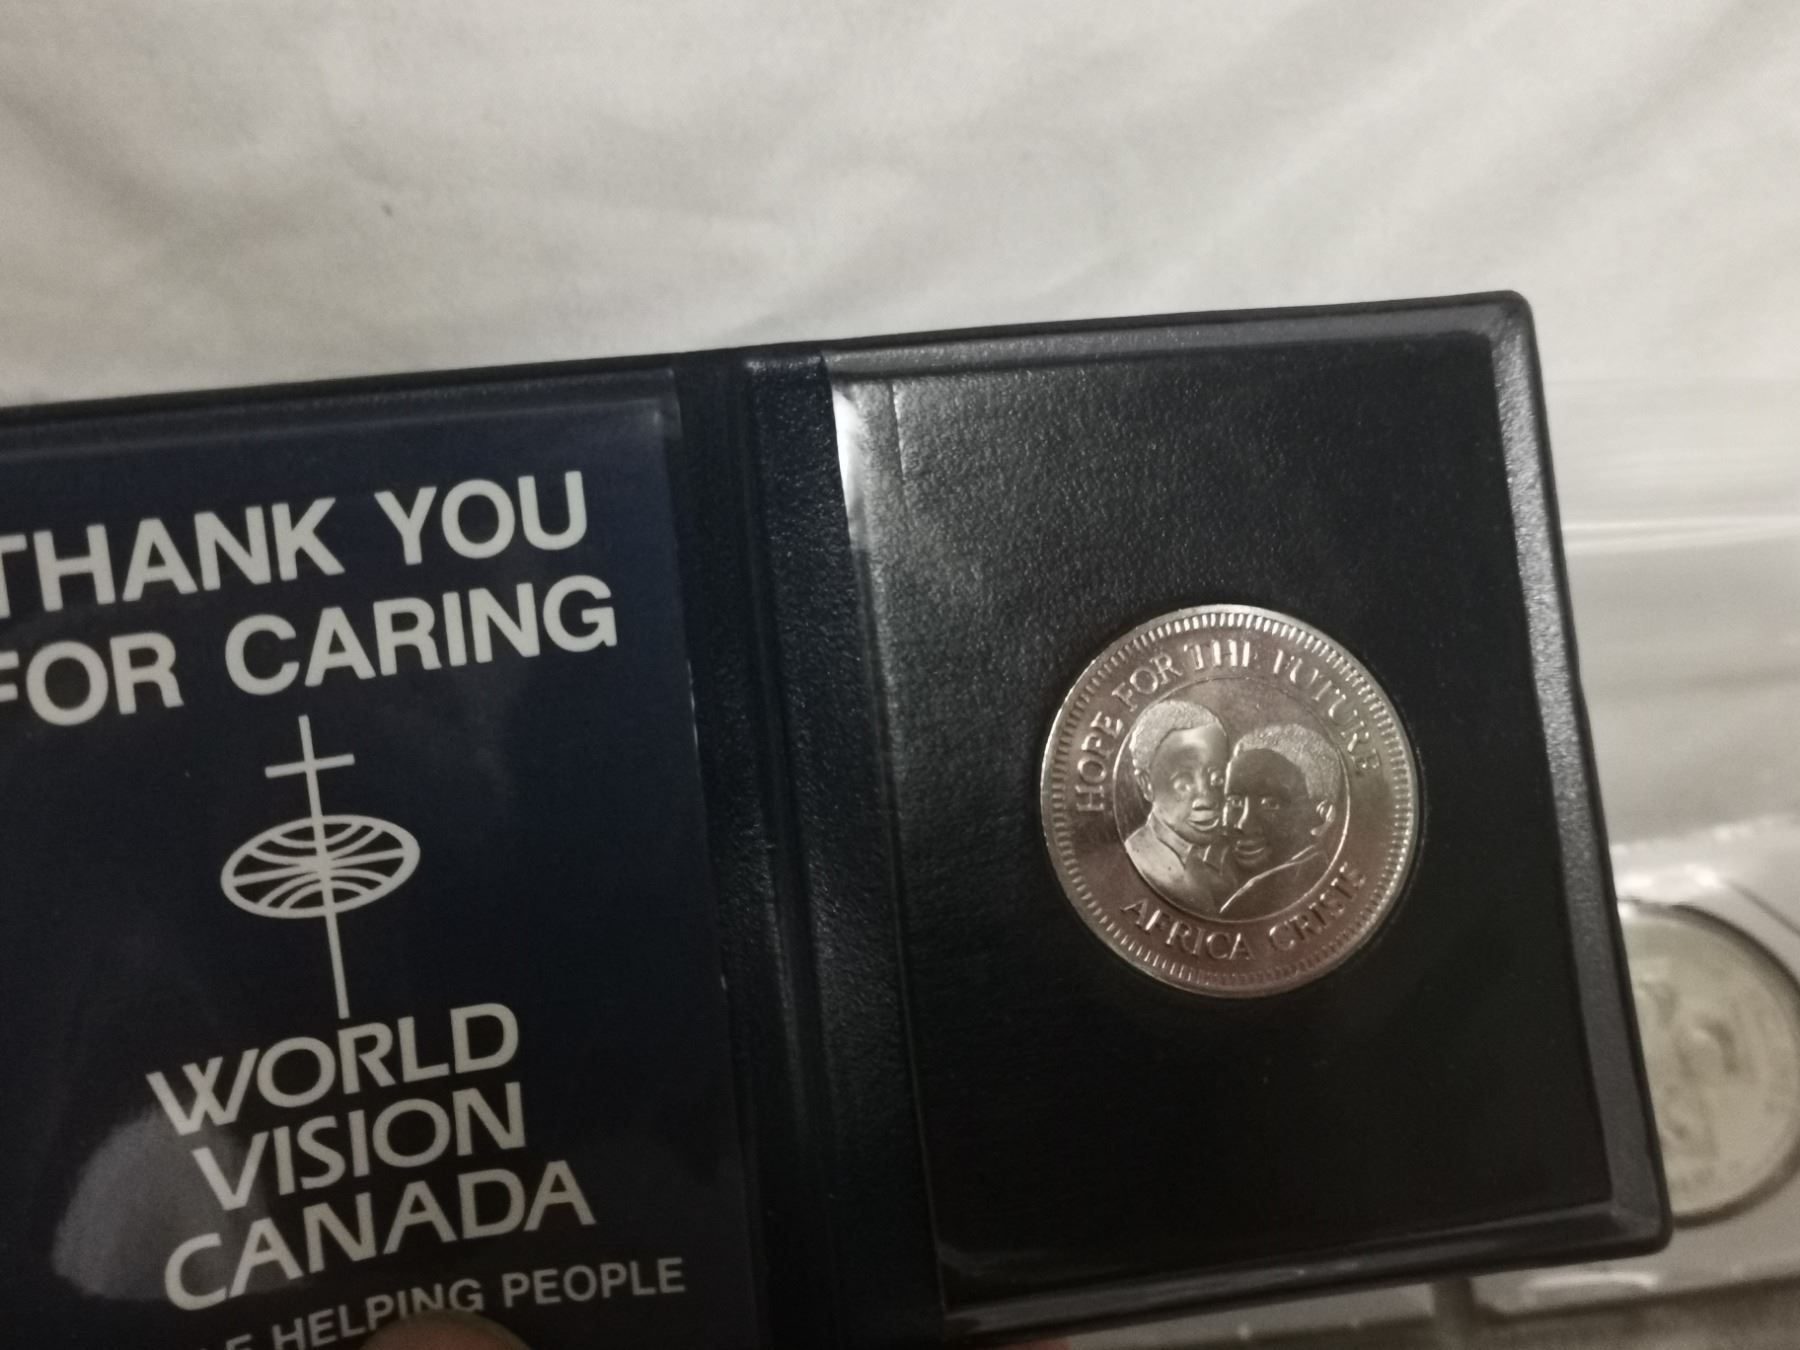 THANK YOU
FOR CARING
WORLD
VISION
CANADA
HELPING PEOPLE
HOPE FOR THE FUTURE
AFRICA CRISIS